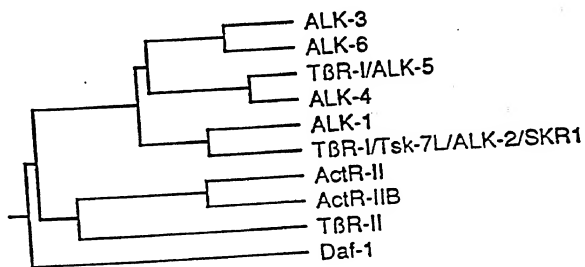 ALK-3
ALK-6
TßR-I/ALK-5
ALK-4
ALK-1
TßR-I/Tsk-7L/ALK-2/SKR1
ActR-II
ActR-IIB
TßR-II
Daf-1